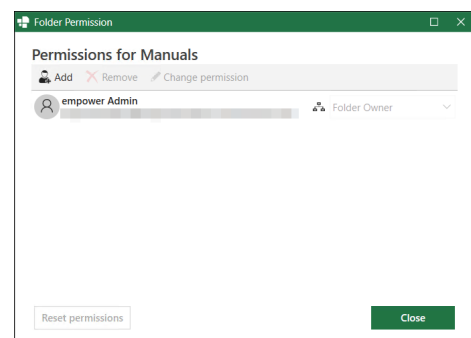 Folder Permission
Permissions for Manuals
Add Remove Change permission
empower Admin
Folder Owner
Reset permissions Close